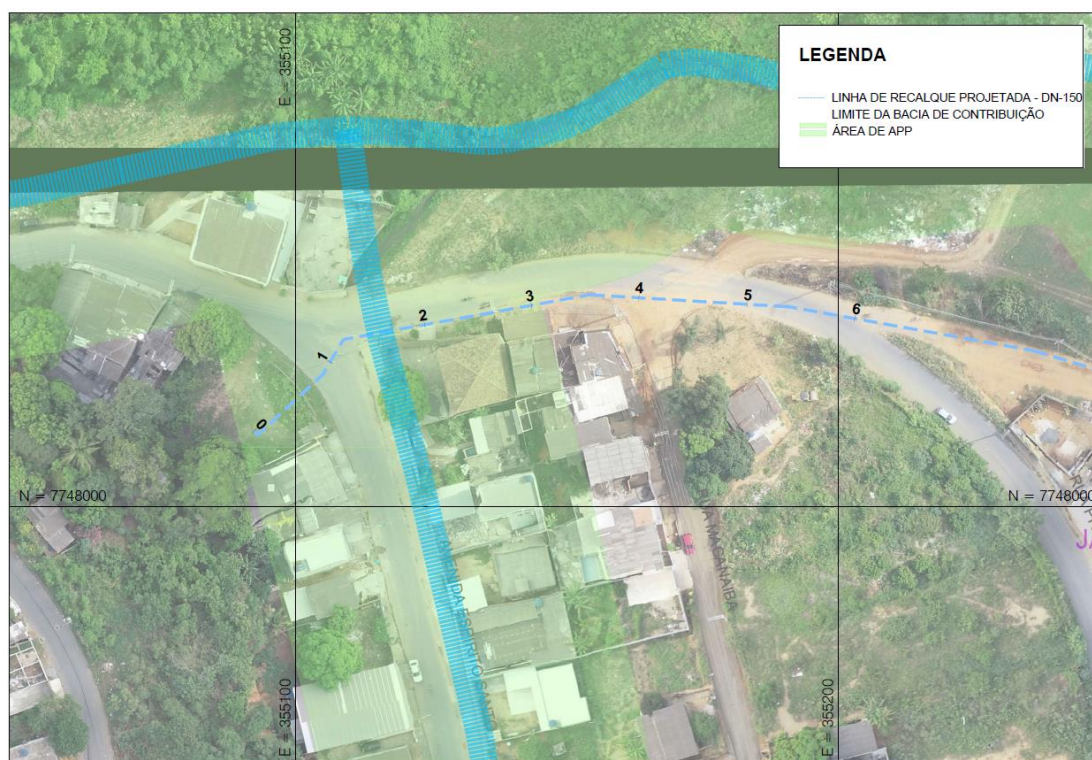 E = 355100
LEGENDA
LINHA DE RECALQUE PROJETADA - DN-150
LIMITE DA BACIA DE CONTRIBUIÇÃO
ÁREA DE APP
0
1
2
3
4
5
6
N = 7748000
N = 7748000
E = 355100
E = 355200